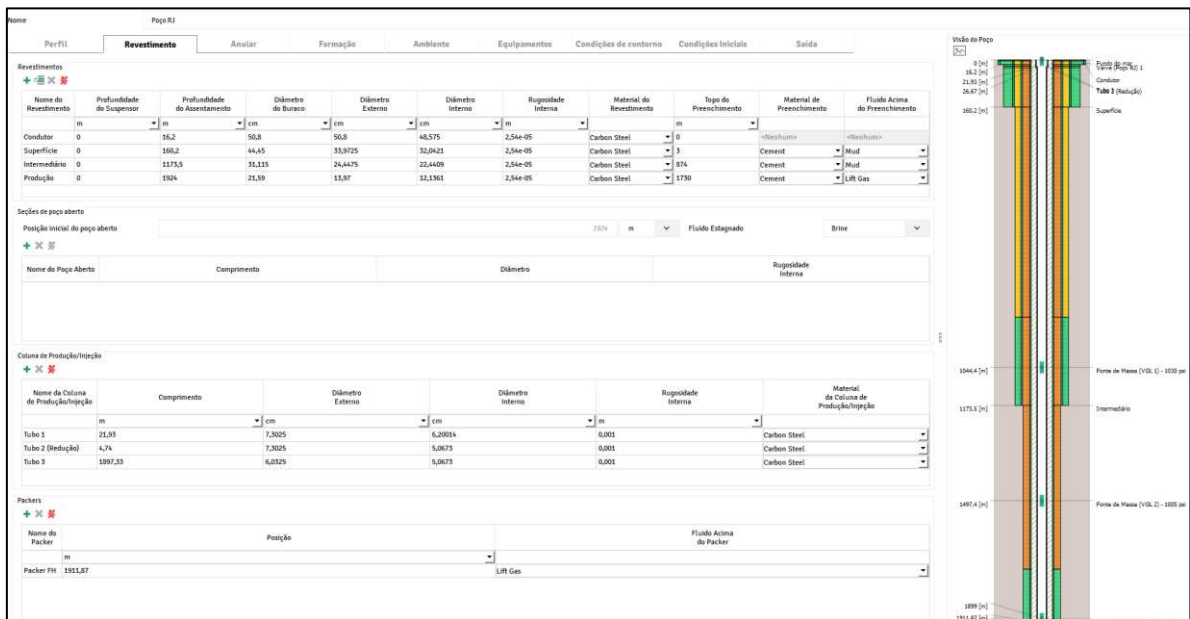 Nome Poço RJ
Perfil Revestimento Anular Formação Ambiente Equipamentos Condições de contorno Condições Iniciais Saída
Revestimentos
Nome do Revestimento Profundidade do Suspensor Profundidade do Assentamento Diâmetro do Buraco Diâmetro Externo Diâmetro Interno Rugosidade Interna Material do Revestimento Topo do Preenchimento Material de Preenchimento Fluido Acima do Preenchimento
m m cm cm cm m m
Condutor 0 16,2 50,8 50,8 48,575 2,54e-05 Carbon Steel 0 <Nenhum> <Nenhum>
Superfície 0 160,2 44,45 33,9725 32,0421 2,54e-05 Carbon Steel 3 Cement Mud
Intermediário 0 1173,5 31,115 24,4475 22,4409 2,54e-05 Carbon Steel 874 Cement Mud
Produção 0 1924 21,59 13,97 12,1361 2,54e-05 Carbon Steel 1730 Cement Lift Gas
Seções de poço aberto
Posição inicial do poço aberto 1924 m Fluido Estagnado Brine
Nome do Poço Aberto Comprimento Diâmetro Rugosidade Interna
Coluna de Produção/Injeção
Nome da Coluna de Produção/Injeção Comprimento Diâmetro Externo Diâmetro Interno Rugosidade Interna Material da Coluna de Produção/Injeção
m cm cm m
Tubo 1 21,93 7,3025 6,20014 0,001 Carbon Steel
Tubo 2 (Redução) 4,74 7,3025 5,0673 0,001 Carbon Steel
Tubo 3 1897,33 6,0325 5,0673 0,001 Carbon Steel
Packers
Nome do Packer Posição Fluido Acima do Packer
m
Packer FH 1911,87 Lift Gas
Visão do Poço
0 [m] Fundo do mar
16.2 [m] Valve (Poço RJ) 1
21.93 [m] Condutor
26.67 [m] (Redução)
160.2 [m] Superfície
1044.4 [m] Fonte de Massa (VGL 1) - 1030 psi
1173.5 [m] Intermediário
1497.4 [m] Fonte de Massa (VGL 2) - 1005 psi
1899 [m]
1911.87 [m]